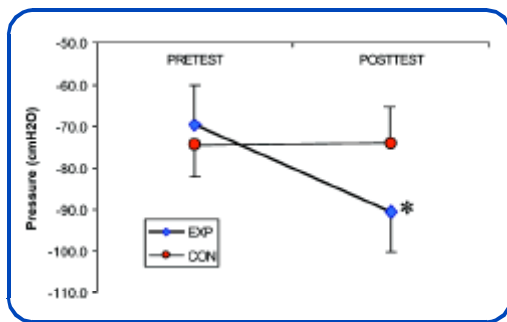 -50.0
PRETEST POSTTEST
-60.0
-70.0
-80.0
-90.0
-100.0
-110.0
Pressure (cmH2O)
EXP
CON
*